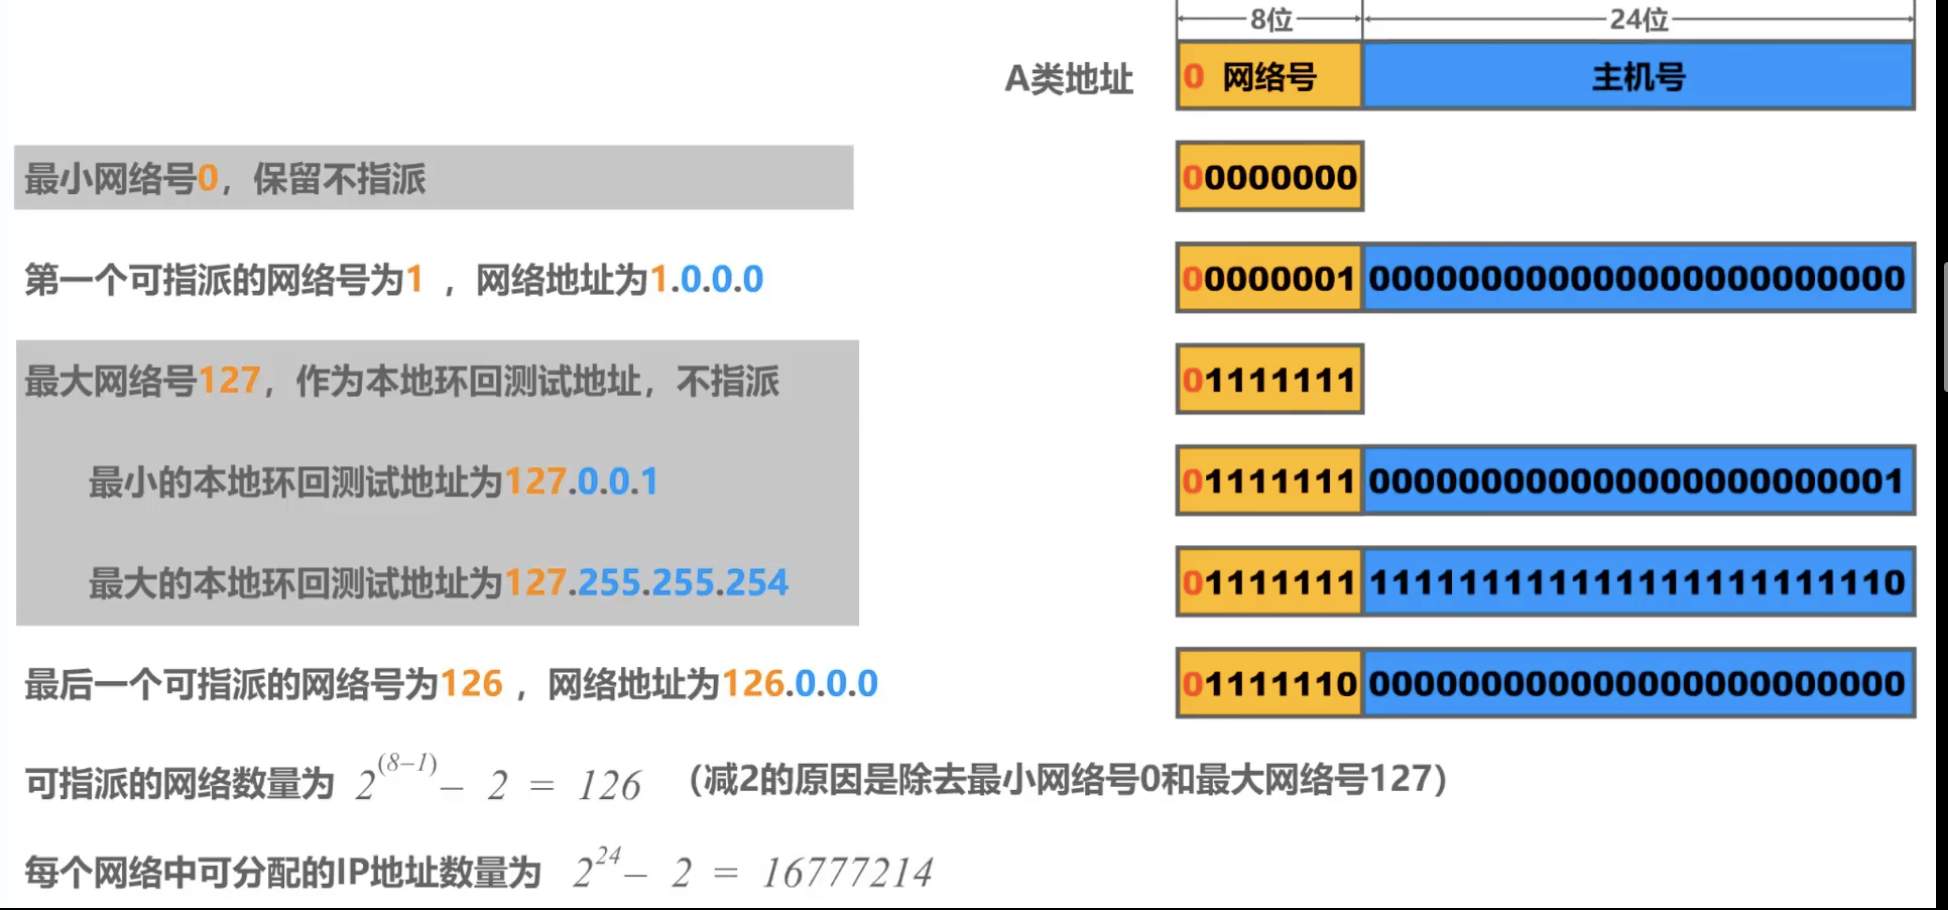 8位 24位
A类地址 0 网络号 主机号
最小网络号0，保留不指派 00000000
第一个可指派的网络号为1 ，网络地址为1.0.0.0 00000001 000000000000000000000000
最大网络号127，作为本地环回测试地址，不指派 01111111
最小的本地环回测试地址为127.0.0.1 01111111 000000000000000000000001
最大的本地环回测试地址为127.255.255.254 01111111 111111111111111111111110
最后一个可指派的网络号为126 ，网络地址为126.0.0.0 01111110 000000000000000000000000
可指派的网络数量为 2^(8-1) – 2 = 126 （减2的原因是除去最小网络号0和最大网络号127）
每个网络中可分配的IP地址数量为 2^24 – 2 = 16777214